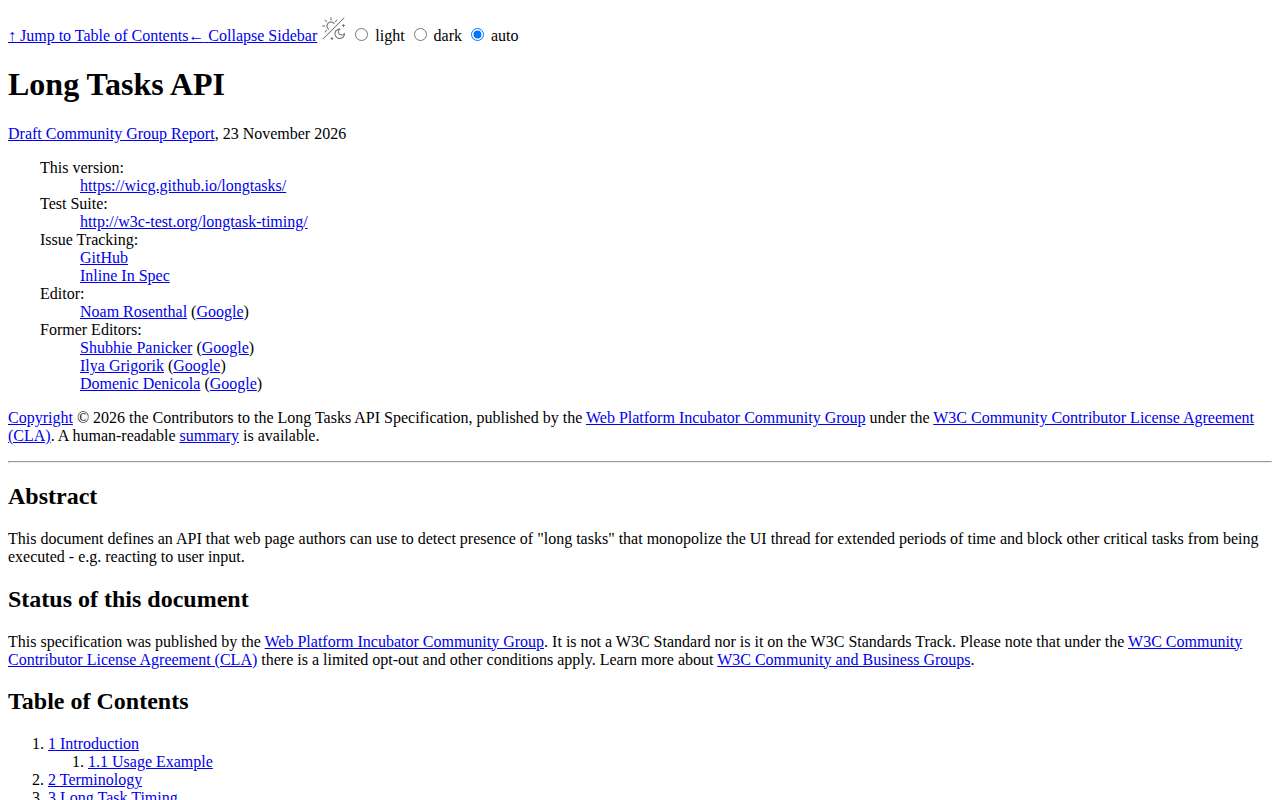 ↑ Jump to Table of Contents← Collapse Sidebar light dark auto
Long Tasks API
Draft Community Group Report, 23 November 2026
This version:
https://wicg.github.io/longtasks/
Test Suite:
http://w3c-test.org/longtask-timing/
Issue Tracking:
GitHub
Inline In Spec
Editor:
Noam Rosenthal (Google)
Former Editors:
Shubhie Panicker (Google)
Ilya Grigorik (Google)
Domenic Denicola (Google)
Copyright © 2026 the Contributors to the Long Tasks API Specification, published by the Web Platform Incubator Community Group under the W3C Community Contributor License Agreement
(CLA). A human-readable summary is available.
Abstract
This document defines an API that web page authors can use to detect presence of "long tasks" that monopolize the UI thread for extended periods of time and block other critical tasks from being
executed - e.g. reacting to user input.
Status of this document
This specification was published by the Web Platform Incubator Community Group. It is not a W3C Standard nor is it on the W3C Standards Track. Please note that under the W3C Community
Contributor License Agreement (CLA) there is a limited opt-out and other conditions apply. Learn more about W3C Community and Business Groups.
Table of Contents
1. 1 Introduction
1. 1.1 Usage Example
2. 2 Terminology
3. 3 Long Task Timing